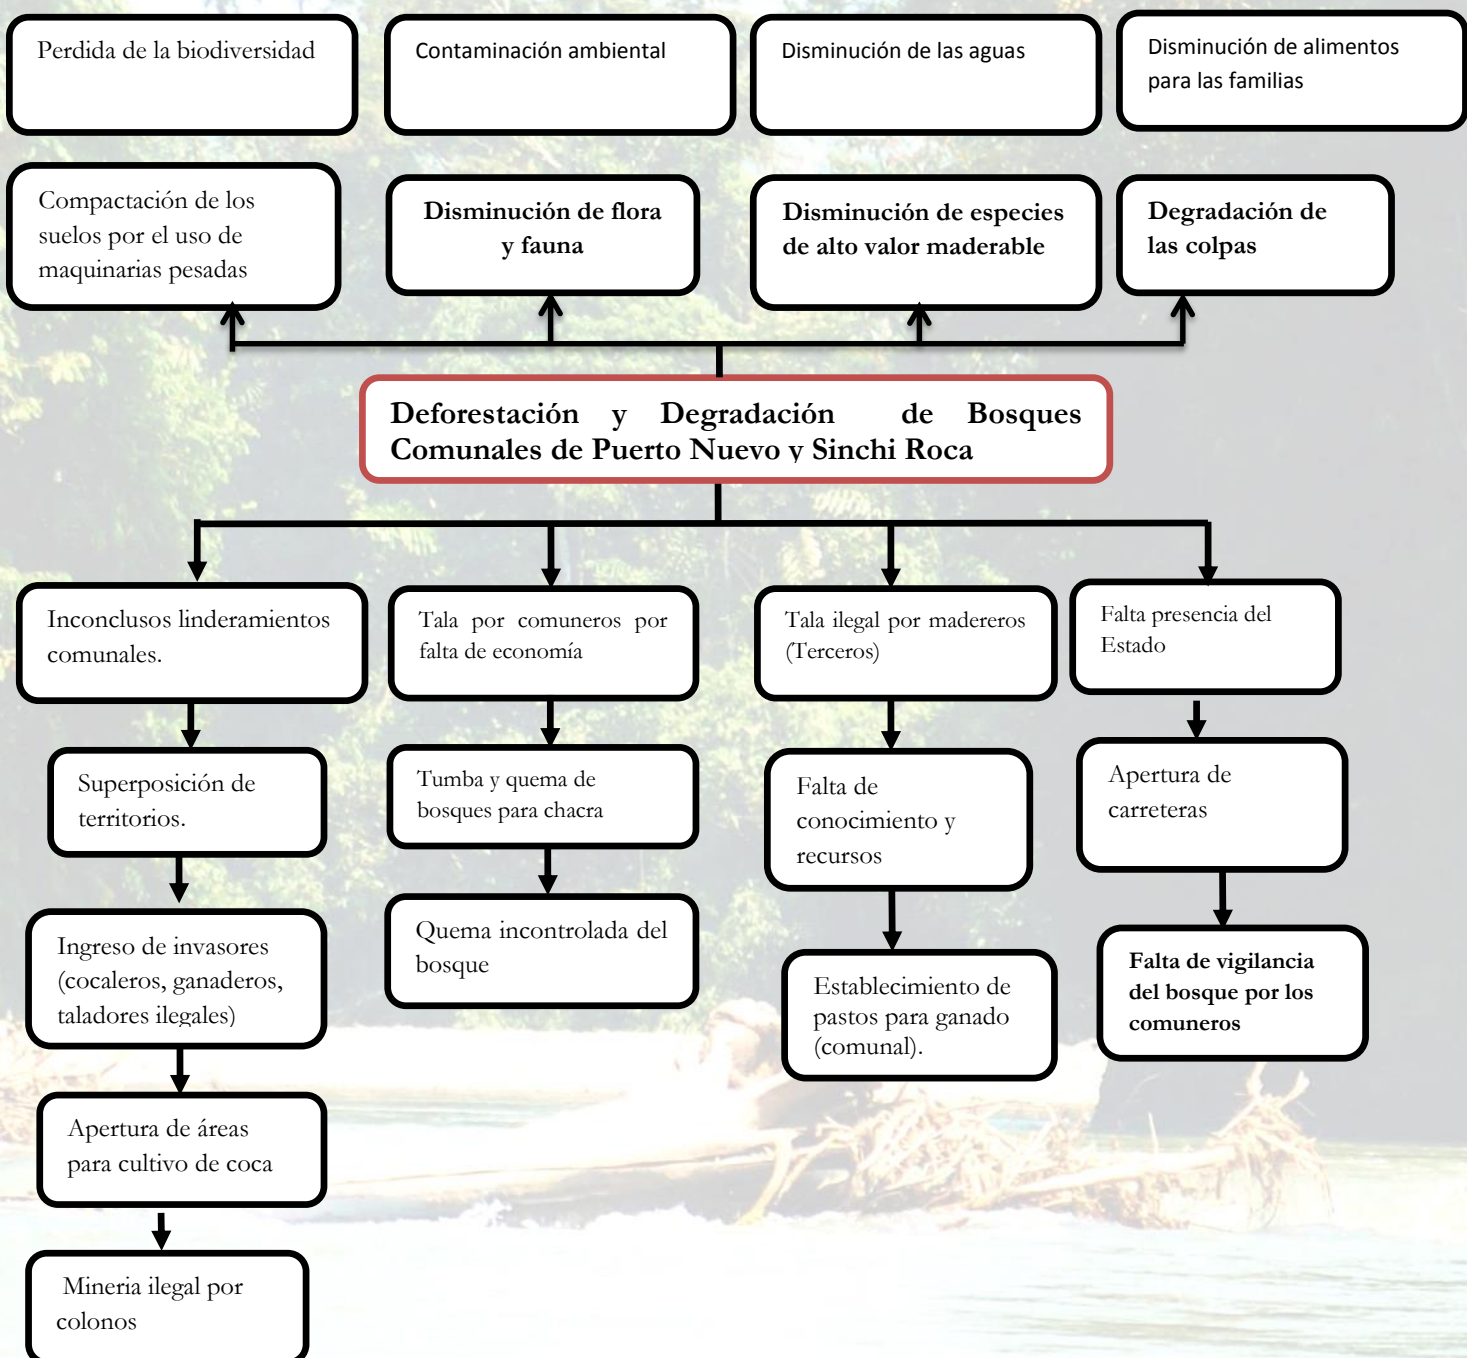 Perdida de la biodiversidad
Contaminación ambiental
Disminución de las aguas
Disminución de alimentos
para las familias
Compactación de los
suelos por el uso de
maquinarias pesadas
Disminución de flora
y fauna
Disminución de especies
de alto valor maderable
Degradación de
las colpas
Deforestación y Degradación de Bosques
Comunales de Puerto Nuevo y Sinchi Roca
Inconclusos linderamientos
comunales.
Tala por comuneros por
falta de economía
Tala ilegal por madereros
(Terceros)
Falta presencia del
Estado
Superposición de
territorios.
Tumba y quema de
bosques para chacra
Falta de
conocimiento y
recursos
Apertura de
carreteras
Ingreso de invasores
(cocaleros, ganaderos,
taladores ilegales)
Quema incontrolada del
bosque
Establecimiento de
pastos para ganado
(comunal).
Falta de vigilancia
del bosque por los
comuneros
Apertura de áreas
para cultivo de coca
Mineria ilegal por
colonos